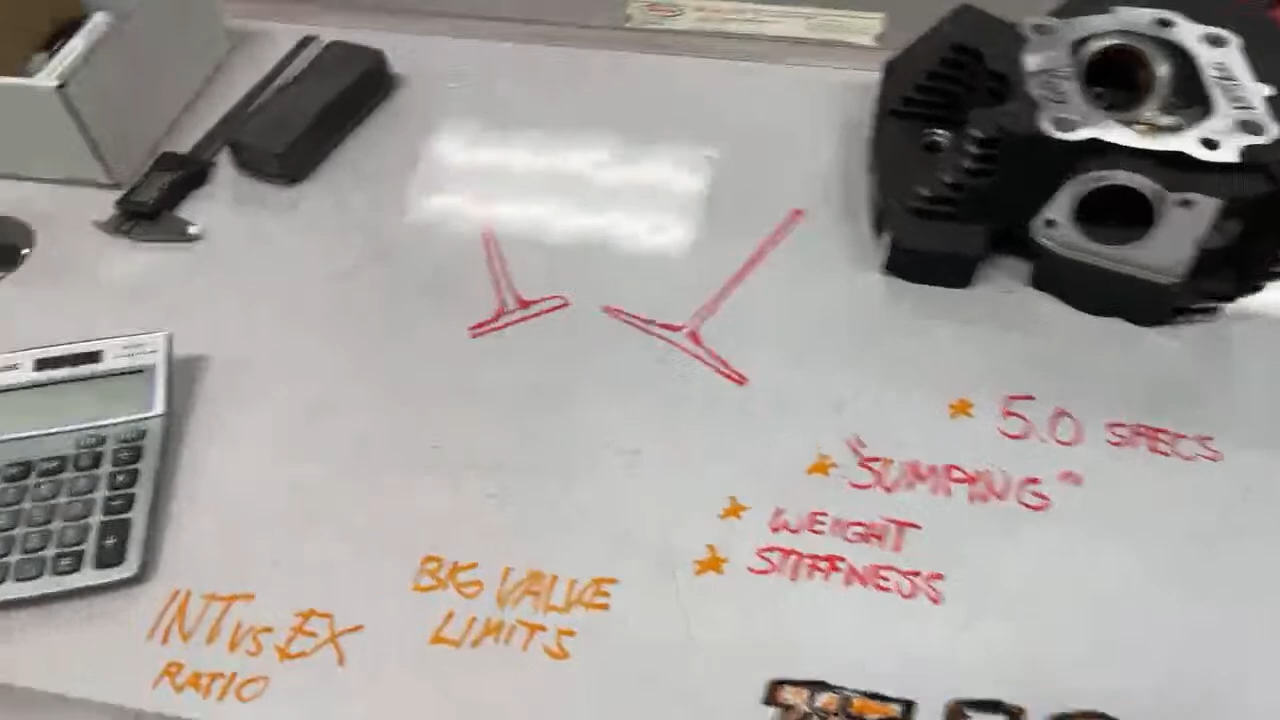 5.0 SPECS
"SUMPING"
WEIGHT
STIFFNESS
BIG VALVE
LIMITS
INT vs. EX
RATIO